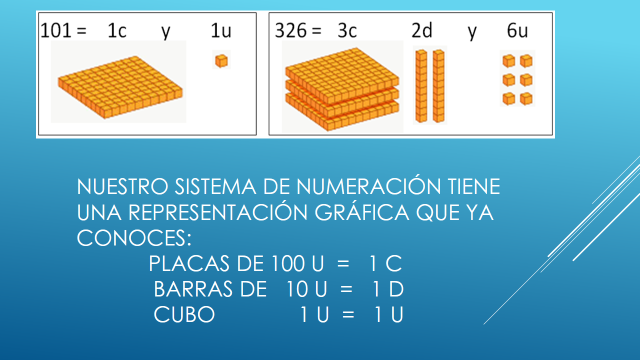 101 = 1c y 1u
326 = 3c 2d y 6u
NUESTRO SISTEMA DE NUMERACIÓN TIENE
UNA REPRESENTACIÓN GRÁFICA QUE YA
CONOCES:
PLACAS DE 100 U = 1 C
BARRAS DE 10 U = 1 D
CUBO 1 U = 1 U